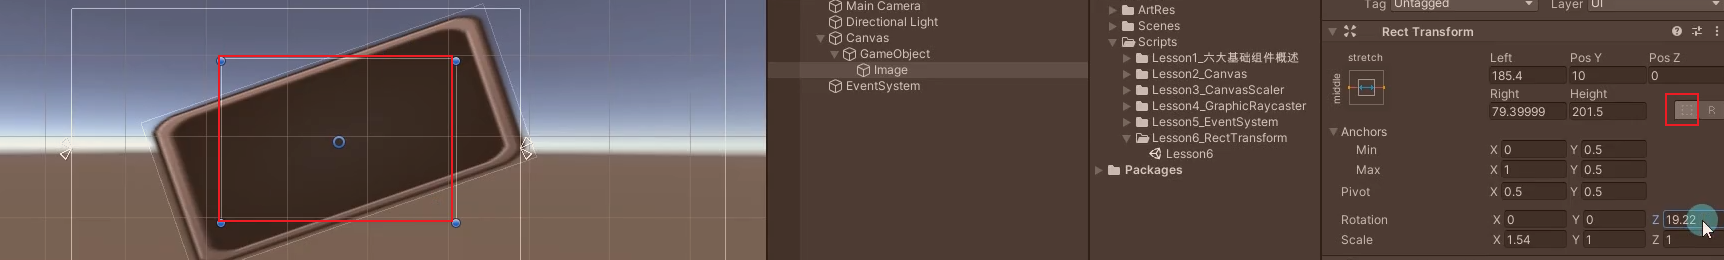 Main Camera
Directional Light
Canvas
GameObject
Image
EventSystem
ArtRes
Scenes
Scripts
Lesson1_六大基础组件概述
Lesson2_Canvas
Lesson3_CanvasScaler
Lesson4_GraphicRaycaster
Lesson5_EventSystem
Lesson6_RectTransform
Lesson6
Packages
Tag Untagged Layer UI
Rect Transform
stretch
middle
Left Pos Y Pos Z
185.4 10 0
Right Height
79.39999 201.5 R
Anchors
Min X 0 Y 0.5
Max X 1 Y 0.5
Pivot X 0.5 Y 0.5
Rotation X 0 Y 0 Z 19.22
Scale X 1.54 Y 1 Z 1